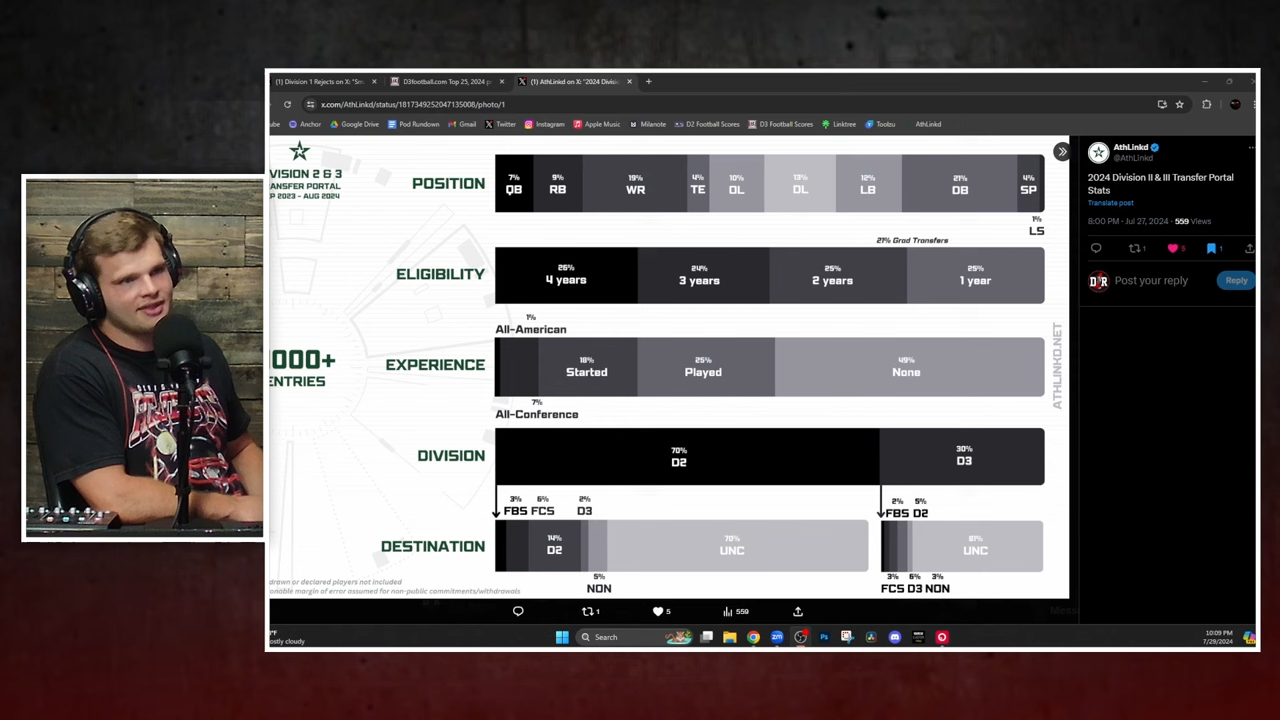 (1) Division 1 Rejects on X: "Sm
D3football.com Top 25, 2024 p
(1) AthLinkd on X: "2024 Divisi
x.com/AthLinkd/status/1817349252047135008/photo/1
ube
Anchor
Google Drive
Pod Rundown
Gmail
Twitter
Instagram
Apple Music
Milanote
D2 Football Scores
D3 Football Scores
Linktree
Toolzu
AthLinkd
VISION 2 & 3
ANSFER PORTAL
P 2023 - AUG 2024
000+
ENTRIES
POSITION
7% 9% 19% 4% 10% 13% 12% 21% 4%
QB RB WR TE OL DL LB DB SP
1%
LS
21% Grad Transfers
ELIGIBILITY
26% 24% 25% 25%
4 years 3 years 2 years 1 year
1%
All-American
EXPERIENCE
18% 25% 49%
Started Played None
7%
All-Conference
DIVISION
70% 30%
D2 D3
3% 6% 2% 2% 5%
FBS FCS D3 FBS D2
DESTINATION
14% 70% 81%
D2 UNC UNC
5% 3% 6% 3%
NON FCS D3 NON
drawn or declared players not included
onable margin of error assumed for non-public commitments/withdrawals
ATHLINKD.NET
1
5
559
AthLinkd
@AthLinkd
2024 Division II & III Transfer Portal
Stats
Translate post
8:00 PM · Jul 27, 2024 · 559 Views
1 5 1
D1R
Post your reply
Reply
°F
ostly cloudy
Search
10:09 PM
7/29/2024